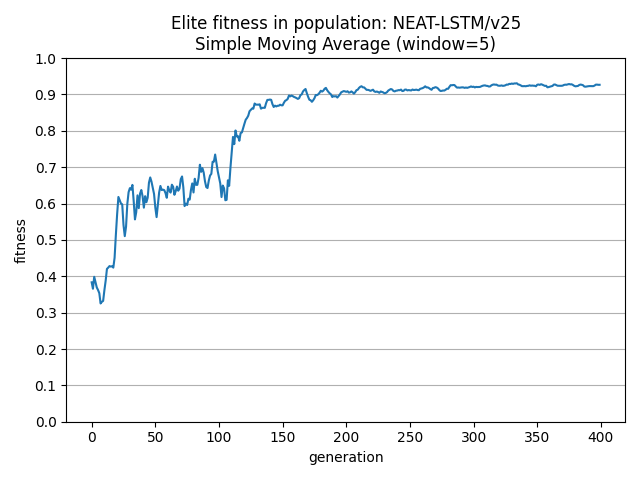 Elite fitness in population: NEAT-LSTM/v25
Simple Moving Average (window=5)
1.0
0.9
0.8
0.7
0.6
0.5
0.4
0.3
0.2
0.1
0.0
fitness
0 50 100 150 200 250 300 350 400
generation